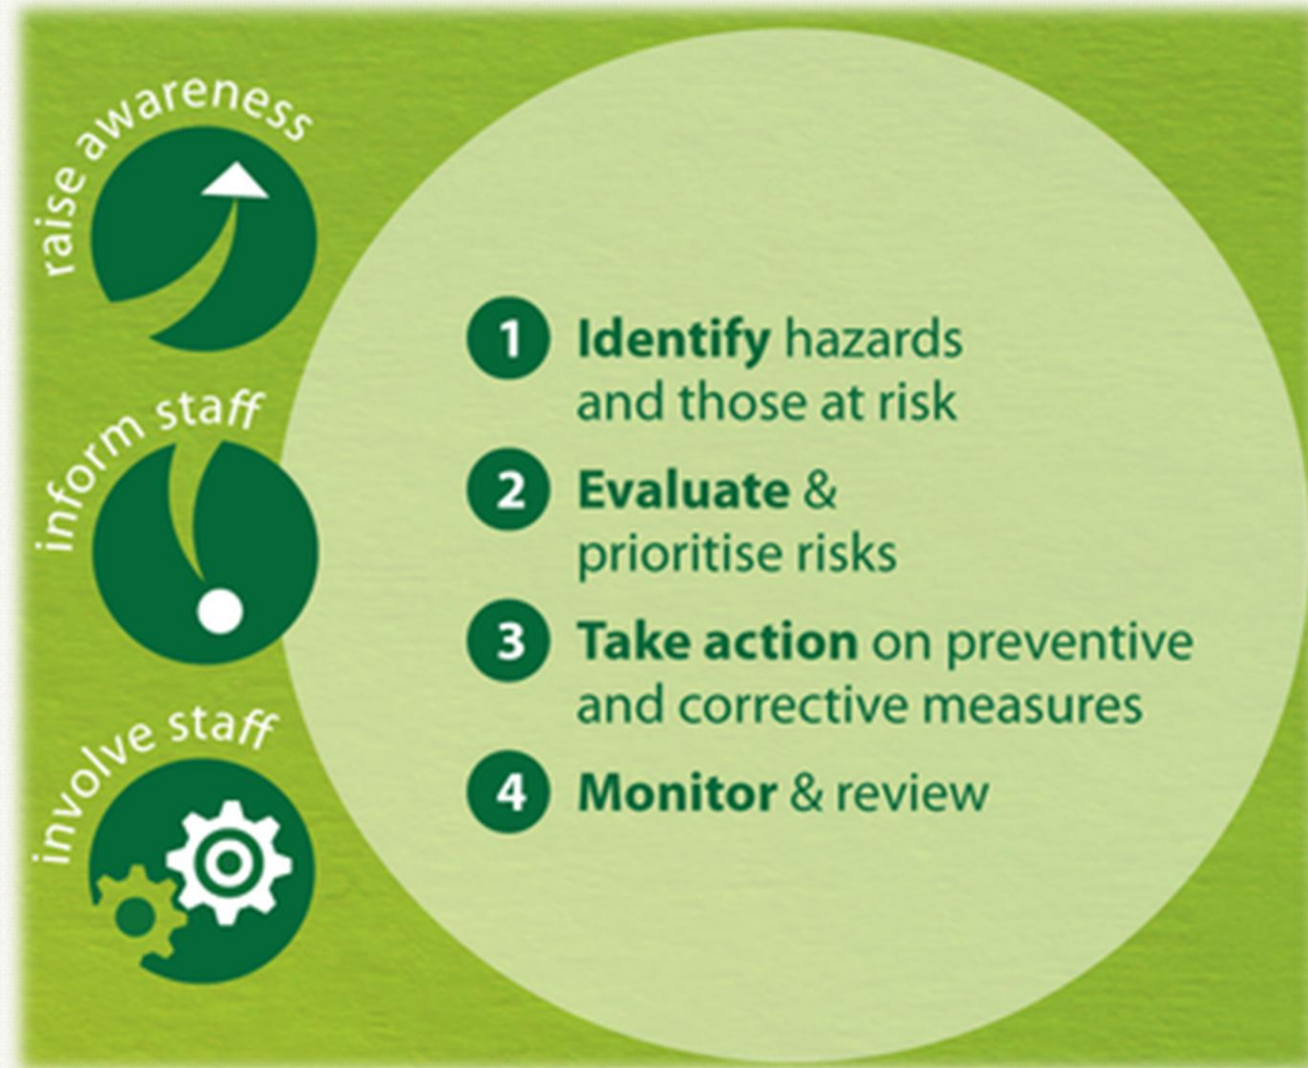 raise awareness
inform staff
involve staff
1 Identify hazards
and those at risk
2 Evaluate &
prioritise risks
3 Take action on preventive
and corrective measures
4 Monitor & review